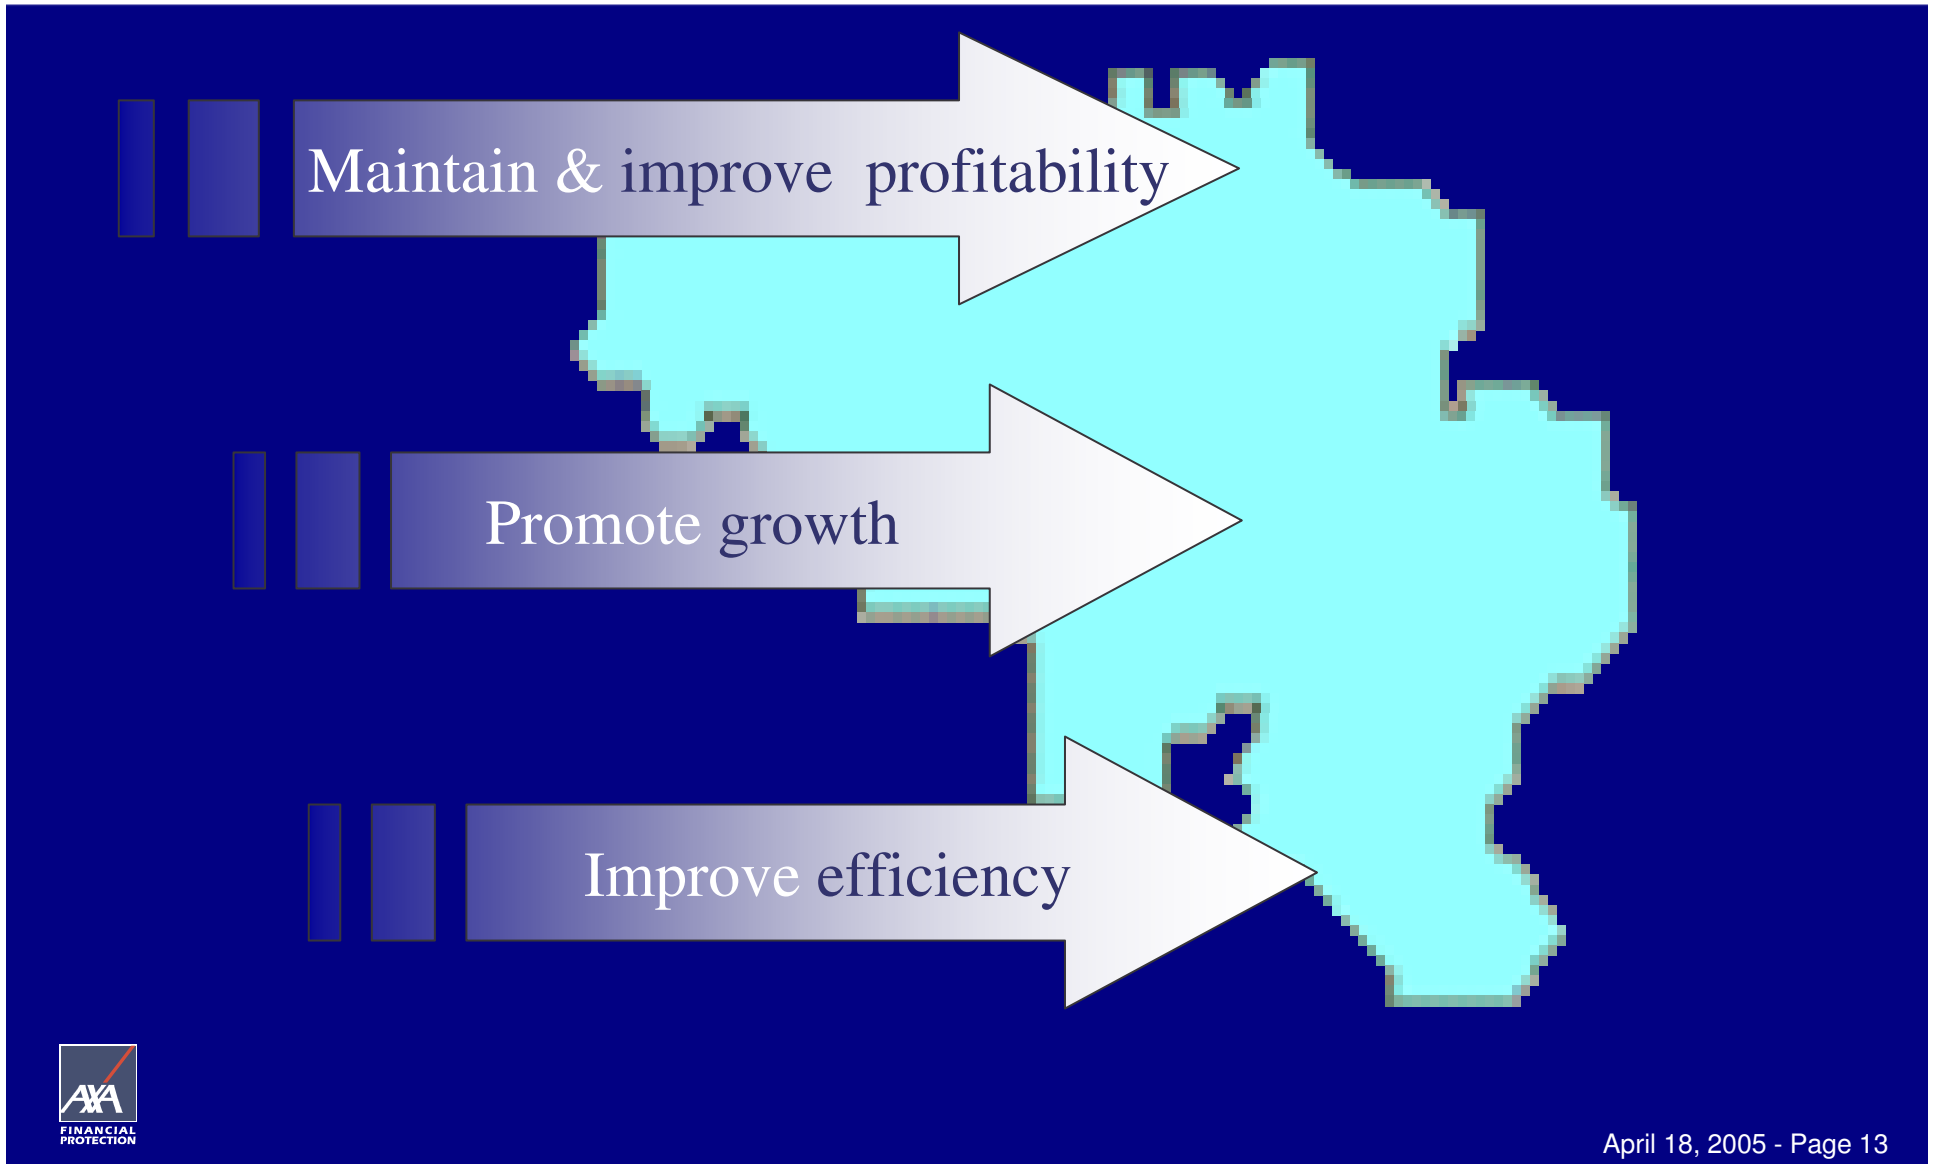 Maintain & improve profitability
Promote growth
Improve efficiency
AXA
FINANCIAL
PROTECTION
April 18, 2005 - Page 13